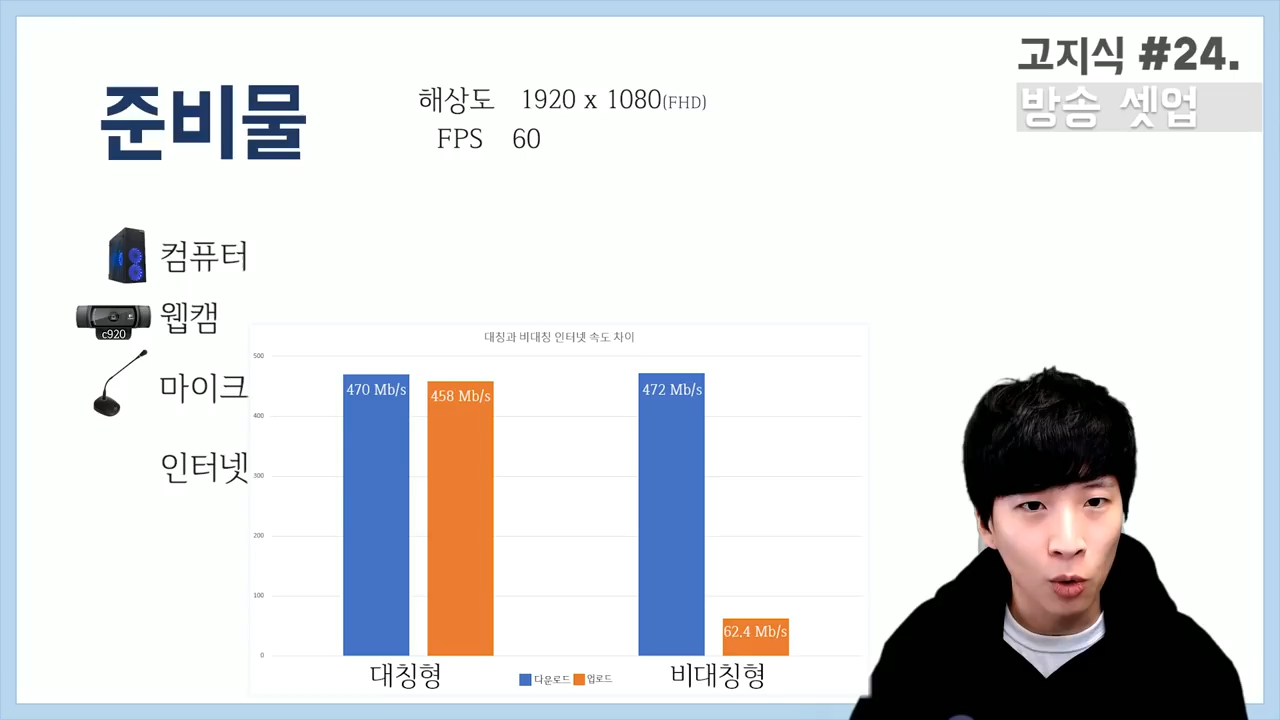 고지식 #24.
방송 셋업
준비물
해상도 1920 x 1080(FHD)
FPS 60
컴퓨터
웹캠
c920
마이크
인터넷
대칭과 비대칭 인터넷 속도 차이
500
400
300
200
100
0
470 Mb/s
458 Mb/s
472 Mb/s
62.4 Mb/s
대칭형
비대칭형
다운로드
업로드